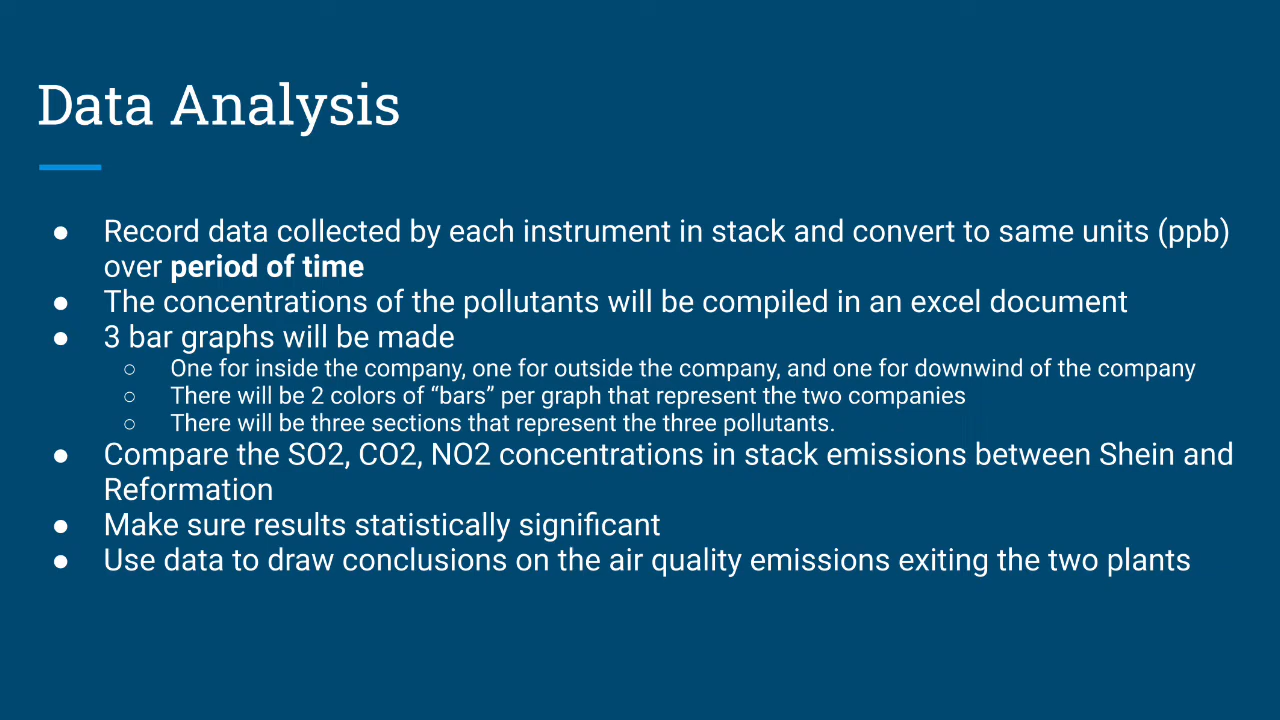 Data Analysis
● Record data collected by each instrument in stack and convert to same units (ppb)
over period of time
● The concentrations of the pollutants will be compiled in an excel document
● 3 bar graphs will be made
○ One for inside the company, one for outside the company, and one for downwind of the company
○ There will be 2 colors of “bars” per graph that represent the two companies
○ There will be three sections that represent the three pollutants.
● Compare the SO2, CO2, NO2 concentrations in stack emissions between Shein and
Reformation
● Make sure results statistically significant
● Use data to draw conclusions on the air quality emissions exiting the two plants